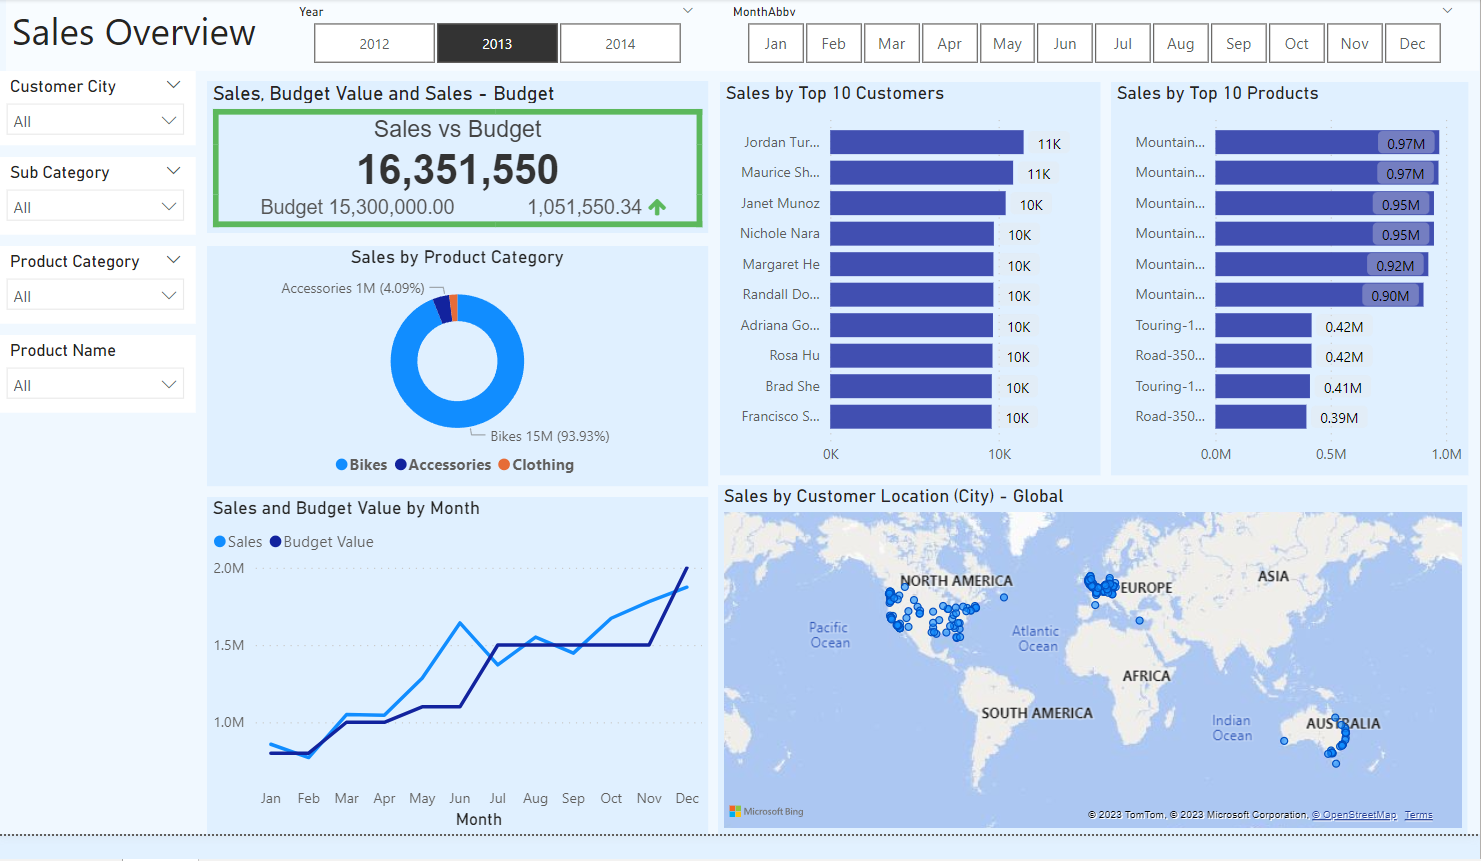 Sales Overview
Year
2012
2013
2014
MonthAbbv
Jan
Feb
Mar
Apr
May
Jun
Jul
Aug
Sep
Oct
Nov
Dec
Customer City
All
Sub Category
All
Product Category
All
Product Name
All
Sales, Budget Value and Sales - Budget
Sales vs Budget
16,351,550
Budget 15,300,000.00
1,051,550.34
Sales by Product Category
Accessories 1M (4.09%)
Bikes 15M (93.93%)
Bikes
Accessories
Clothing
Sales and Budget Value by Month
Sales
Budget Value
2.0M
1.5M
1.0M
Jan
Feb
Mar
Apr
May
Jun
Jul
Aug
Sep
Oct
Nov
Dec
Month
Sales by Top 10 Customers
Jordan Tur...
11K
Maurice Sh...
11K
Janet Munoz
10K
Nichole Nara
10K
Margaret He
10K
Randall Do...
10K
Adriana Go...
10K
Rosa Hu
10K
Brad She
10K
Francisco S...
10K
0K
10K
Sales by Top 10 Products
Mountain...
0.97M
Mountain...
0.97M
Mountain...
0.95M
Mountain...
0.95M
Mountain...
0.92M
Mountain...
0.90M
Touring-1...
0.42M
Road-350...
0.42M
Touring-1...
0.41M
Road-350...
0.39M
0.0M
0.5M
1.0M
Sales by Customer Location (City) - Global
NORTH AMERICA
EUROPE
ASIA
Pacific
Ocean
Atlantic
Ocean
AFRICA
SOUTH AMERICA
Indian
Ocean
AUSTRALIA
Microsoft Bing
© 2023 TomTom, © 2023 Microsoft Corporation, © OpenStreetMap
Terms